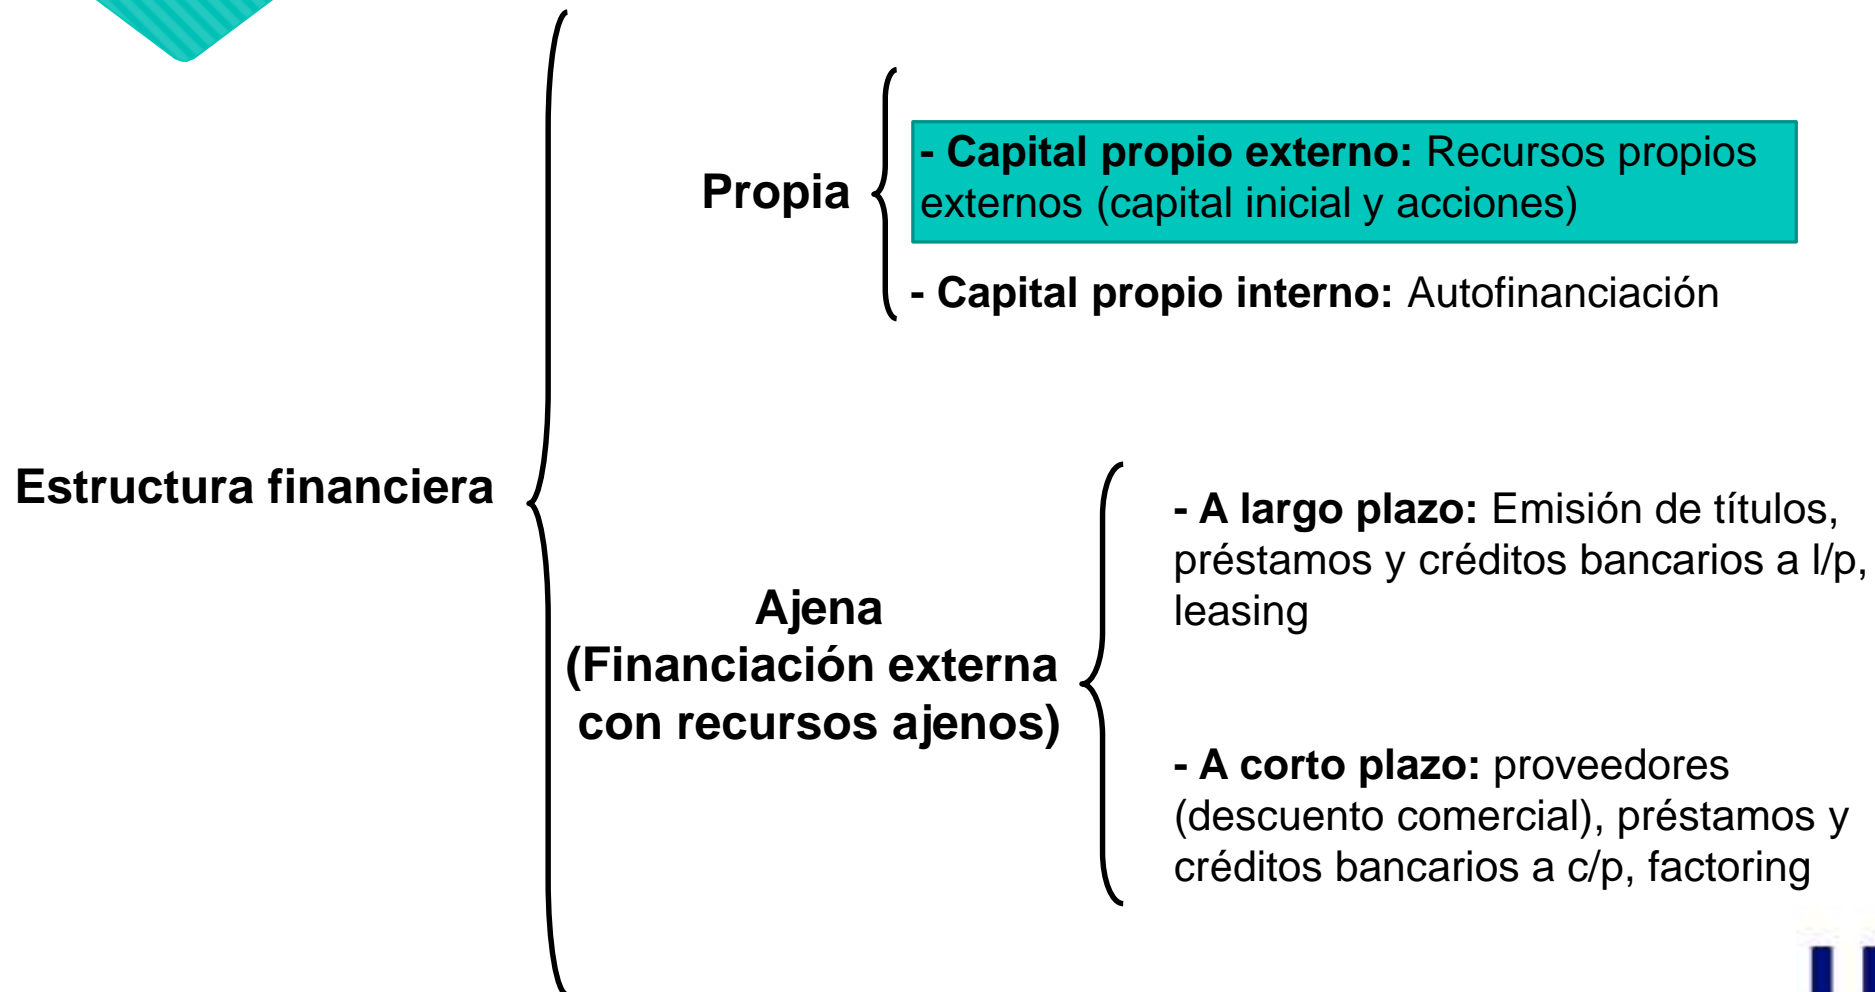 Estructura financiera
Propia
- Capital propio externo: Recursos propios
externos (capital inicial y acciones)
- Capital propio interno: Autofinanciación
Ajena
(Financiación externa
con recursos ajenos)
- A largo plazo: Emisión de títulos,
préstamos y créditos bancarios a l/p,
leasing
- A corto plazo: proveedores
(descuento comercial), préstamos y
créditos bancarios a c/p, factoring